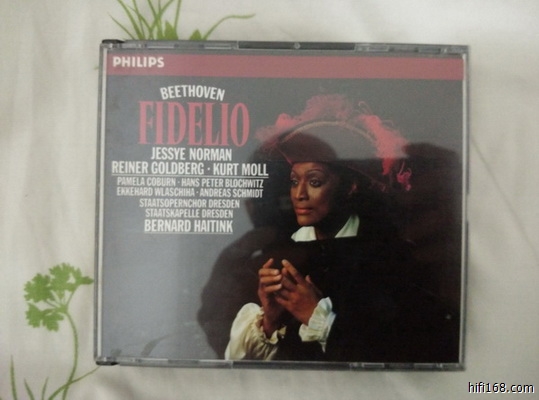 PHILIPS
BEETHOVEN
FIDELIO
JESSYE NORMAN
REINER GOLDBERG · KURT MOLL
PAMELA COBURN · HANS PETER BLOCHWITZ
EKKEHARD WLASCHIHA · ANDREAS SCHMIDT
STAATSOPERNCHOR DRESDEN
STAATSKAPELLE DRESDEN
BERNARD HAITINK
hifi168.com